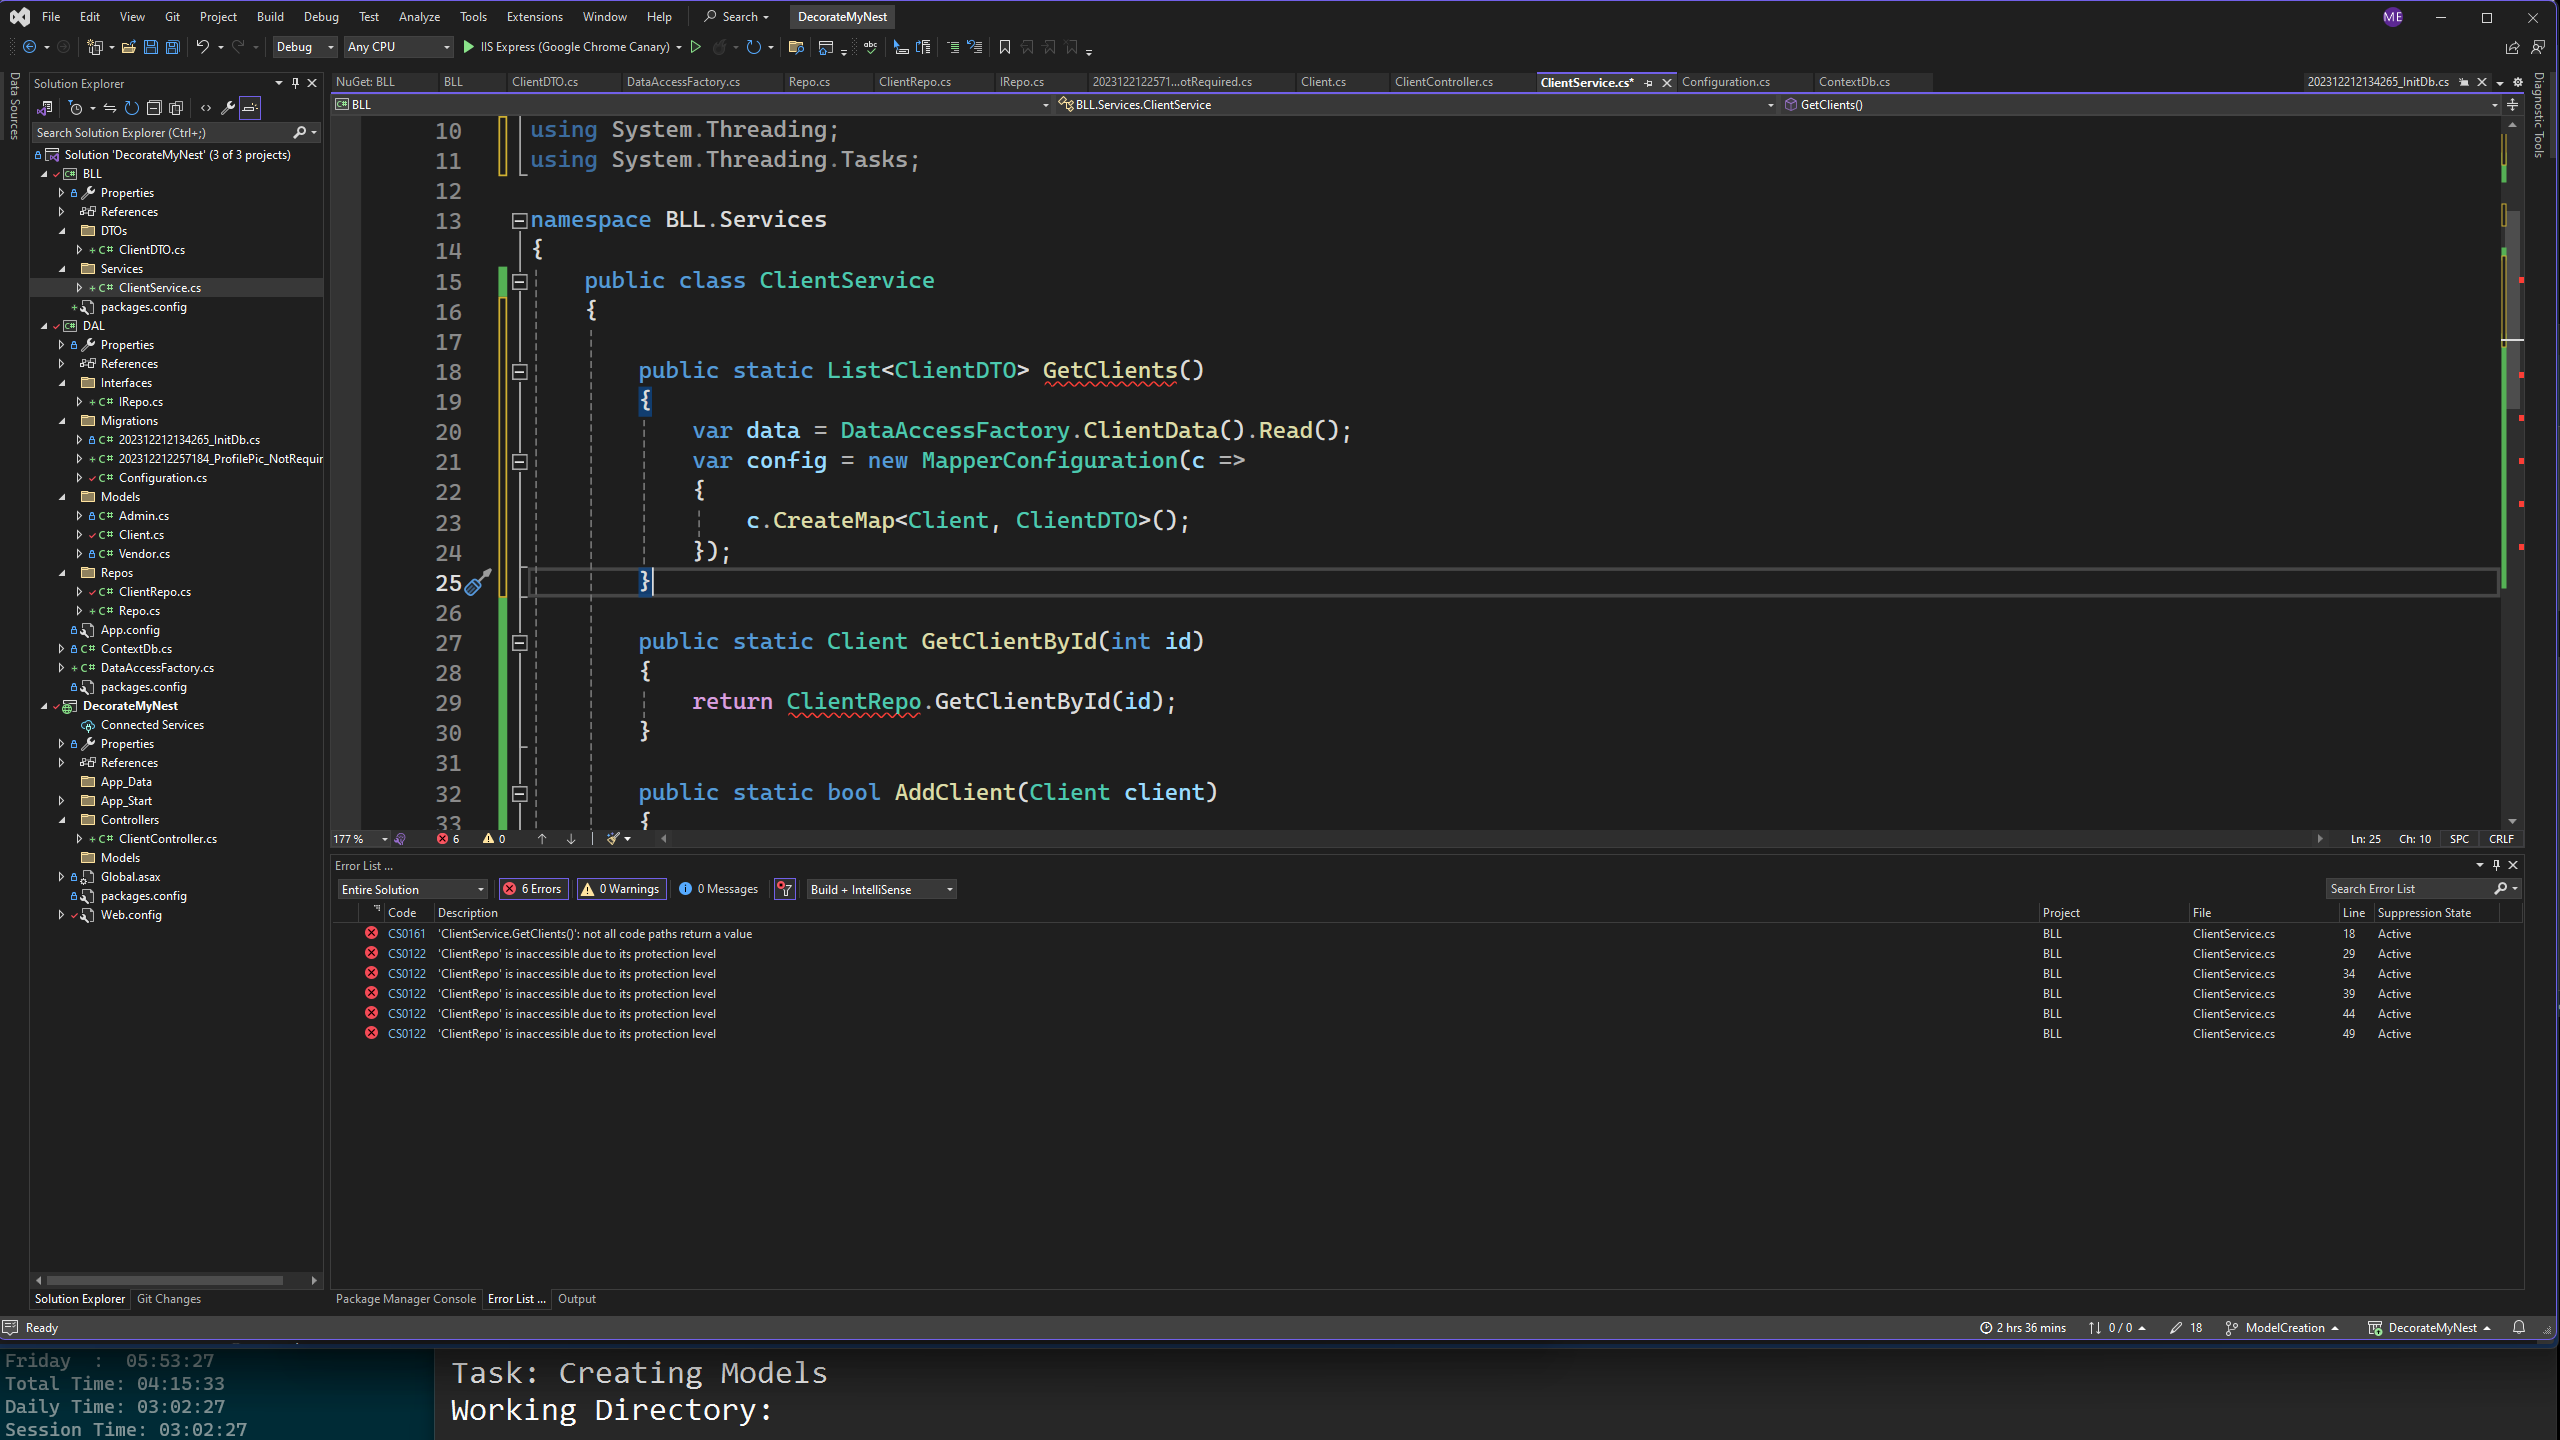 File Edit View Git Project Build Debug Test Analyze Tools Extensions Window Help Search DecorateMyNest ME
Debug Any CPU IIS Express (Google Chrome Canary)
Data Sources
Solution Explorer
Search Solution Explorer (Ctrl+;)
Solution 'DecorateMyNest' (3 of 3 projects)
BLL
Properties
References
DTOs
C# ClientDTO.cs
Services
C# ClientService.cs
packages.config
DAL
Properties
References
Interfaces
C# IRepo.cs
Migrations
C# 202312212134265_InitDb.cs
C# 202312212257184_ProfilePic_NotRequir
C# Configuration.cs
Models
C# Admin.cs
C# Client.cs
C# Vendor.cs
Repos
C# ClientRepo.cs
C# Repo.cs
App.config
C# ContextDb.cs
C# DataAccessFactory.cs
packages.config
DecorateMyNest
Connected Services
Properties
References
App_Data
App_Start
Controllers
C# ClientController.cs
Models
Global.asax
packages.config
Web.config
Solution Explorer Git Changes
NuGet: BLL BLL ClientDTO.cs DataAccessFactory.cs Repo.cs ClientRepo.cs IRepo.cs 2023122122571...otRequired.cs Client.cs ClientController.cs ClientService.cs* Configuration.cs ContextDb.cs 202312212134265_InitDb.cs
BLL BLL.Services.ClientService GetClients()
10 using System.Threading;
11 using System.Threading.Tasks;
12
13 namespace BLL.Services
14 {
15 public class ClientService
16 {
17
18 public static List<ClientDTO> GetClients()
19 {
20 var data = DataAccessFactory.ClientData().Read();
21 var config = new MapperConfiguration(c =>
22 {
23 c.CreateMap<Client, ClientDTO>();
24 });
25 }
26
27 public static Client GetClientById(int id)
28 {
29 return ClientRepo.GetClientById(id);
30 }
31
32 public static bool AddClient(Client client)
33 {
177 % 6 0 Ln: 25 Ch: 10 SPC CRLF
Diagnostic Tools
Error List ...
Entire Solution 6 Errors 0 Warnings 0 Messages Build + IntelliSense Search Error List
Code Description Project File Line Suppression State
CS0161 'ClientService.GetClients()': not all code paths return a value BLL ClientService.cs 18 Active
CS0122 'ClientRepo' is inaccessible due to its protection level BLL ClientService.cs 29 Active
CS0122 'ClientRepo' is inaccessible due to its protection level BLL ClientService.cs 34 Active
CS0122 'ClientRepo' is inaccessible due to its protection level BLL ClientService.cs 39 Active
CS0122 'ClientRepo' is inaccessible due to its protection level BLL ClientService.cs 44 Active
CS0122 'ClientRepo' is inaccessible due to its protection level BLL ClientService.cs 49 Active
Package Manager Console Error List ... Output
Ready 2 hrs 36 mins 0 / 0 18 ModelCreation DecorateMyNest
Friday : 05:53:27
Total Time: 04:15:33
Daily Time: 03:02:27
Session Time: 03:02:27
Task: Creating Models
Working Directory: